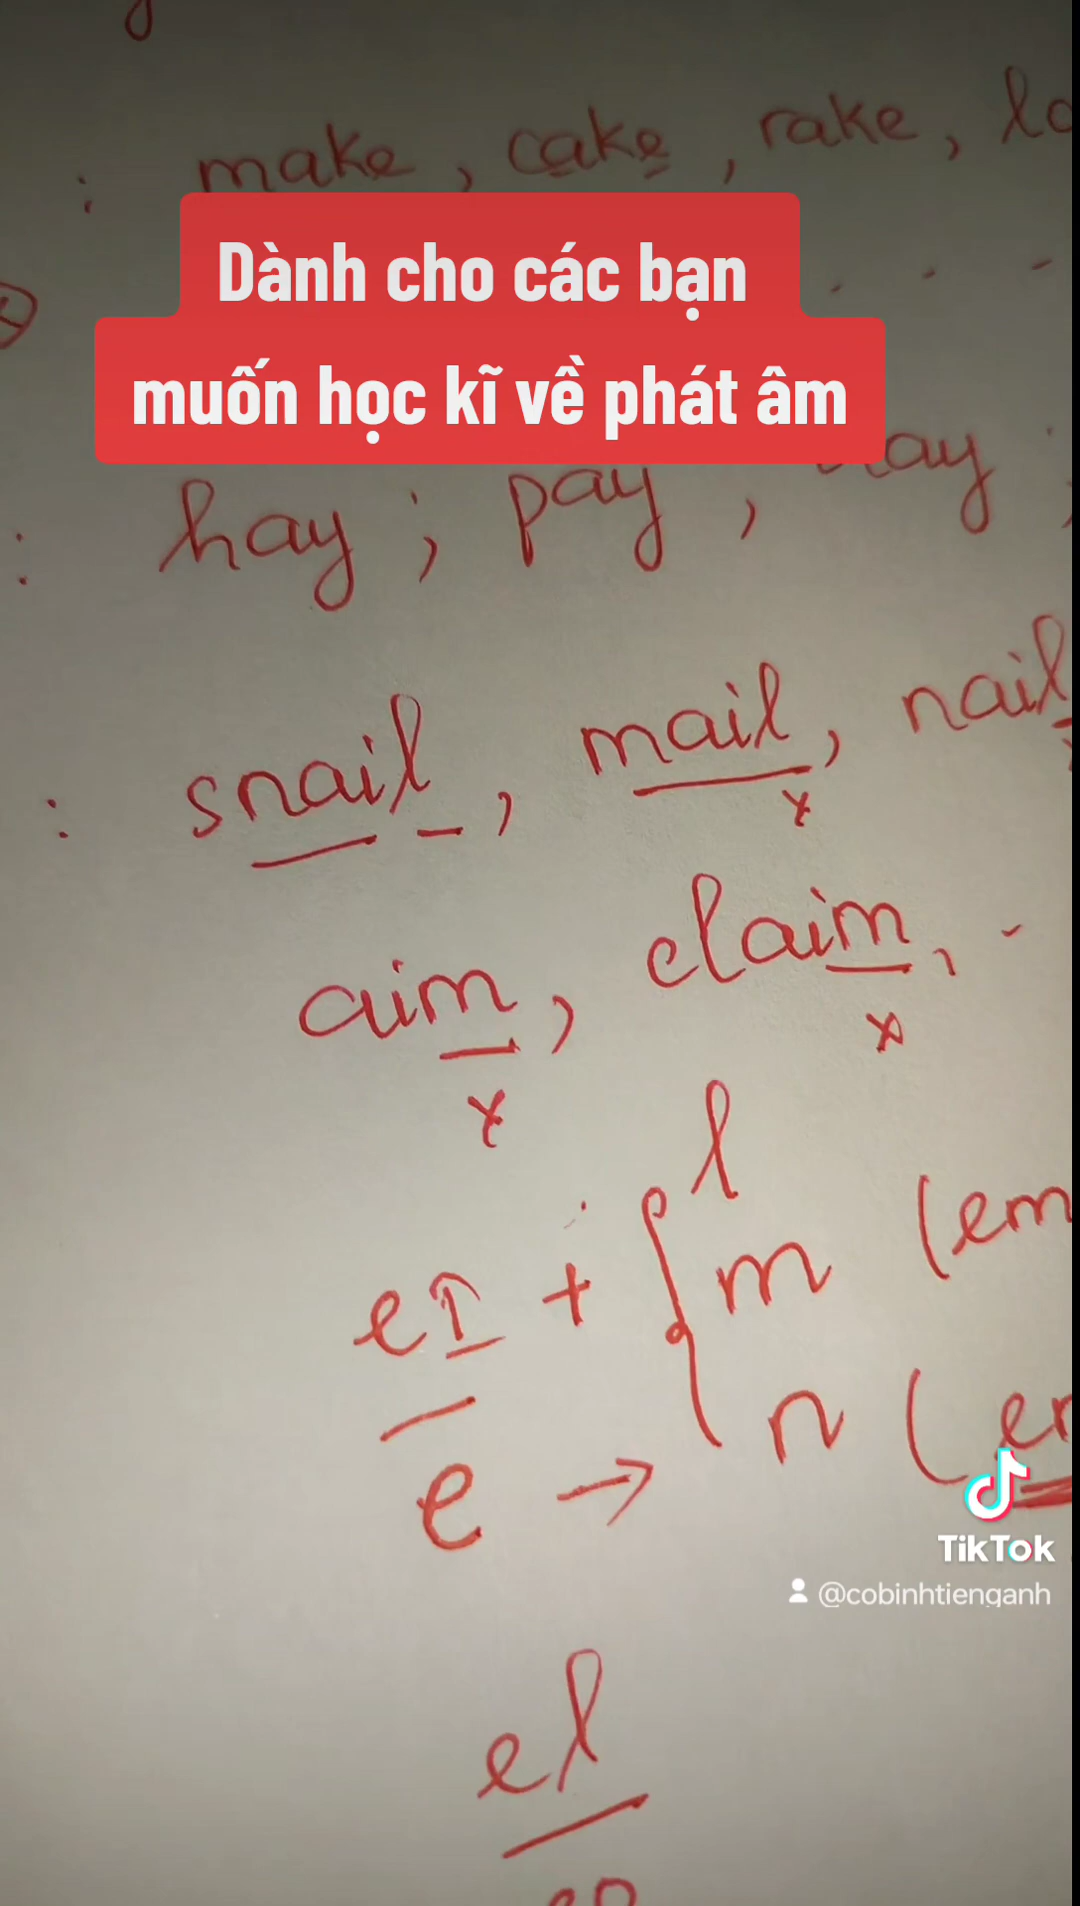 : make, cake, rake,
Dành cho các bạn
muốn học kĩ về phát âm
: hay; pay,
: snail, mail, nail
aim, claim,
x
x
x
l
eɪ + { m (em
n
e →
TikTok
@cobinhtienganh
el